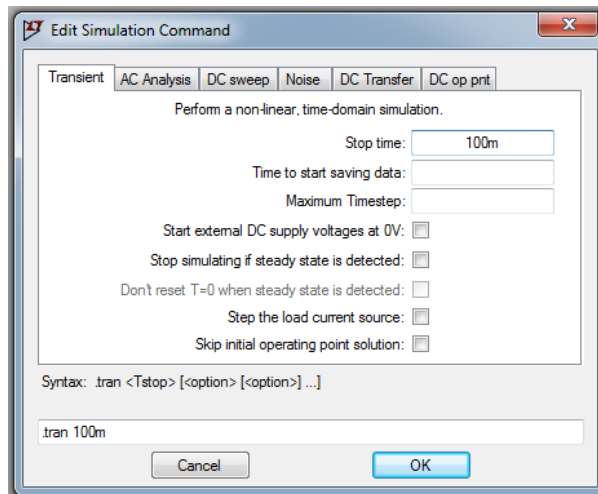 Edit Simulation Command
Transient AC Analysis DC sweep Noise DC Transfer DC op pnt
Perform a non-linear, time-domain simulation.
Stop time: 100m
Time to start saving data:
Maximum Timestep:
Start external DC supply voltages at 0V:
Stop simulating if steady state is detected:
Don't reset T=0 when steady state is detected:
Step the load current source:
Skip initial operating point solution:
Syntax: .tran <Tstop> [<option> [<option>] ...]
.tran 100m
Cancel OK